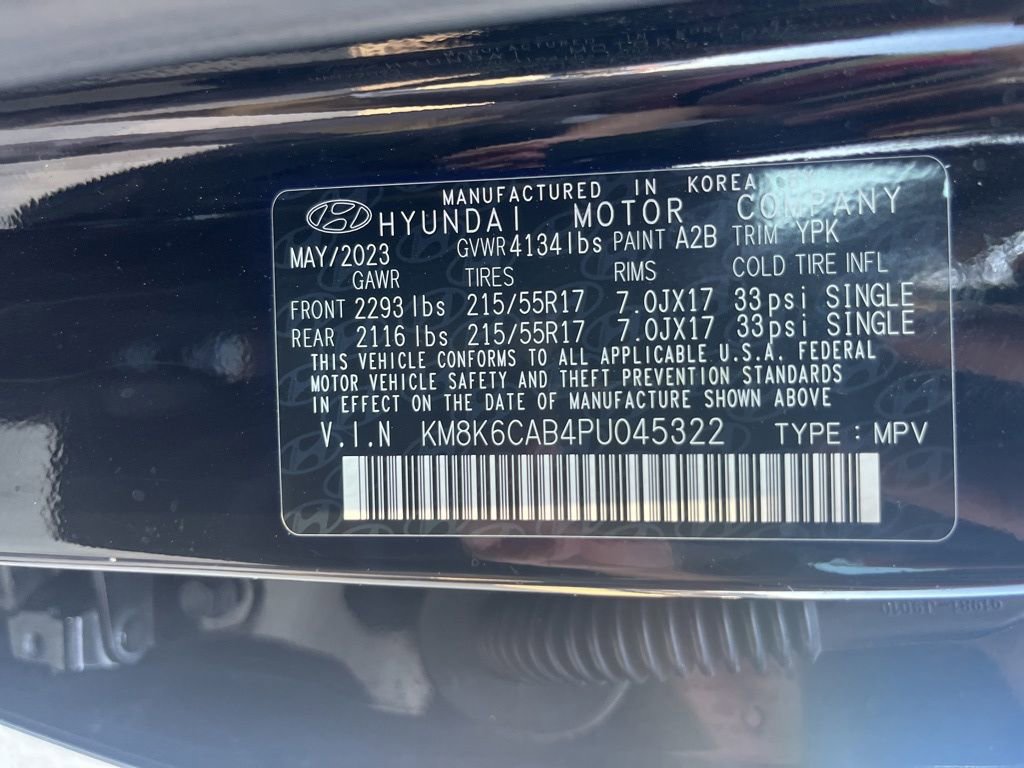 MANUFACTURED IN KOREA
HYUNDAI MOTOR COMPANY
MAY/2023 GVWR 4134lbs PAINT A2B TRIM YPK
GAWR TIRES RIMS COLD TIRE INFL
FRONT 2293 lbs 215/55R17 7.0JX17 33psi SINGLE
REAR 2116 lbs 215/55R17 7.0JX17 33psi SINGLE
THIS VEHICLE CONFORMS TO ALL APPLICABLE U.S.A. FEDERAL
MOTOR VEHICLE SAFETY AND THEFT PREVENTION STANDARDS
IN EFFECT ON THE DATE OF MANUFACTURE SHOWN ABOVE
V.I.N KM8K6CAB4PU045322 TYPE : MPV